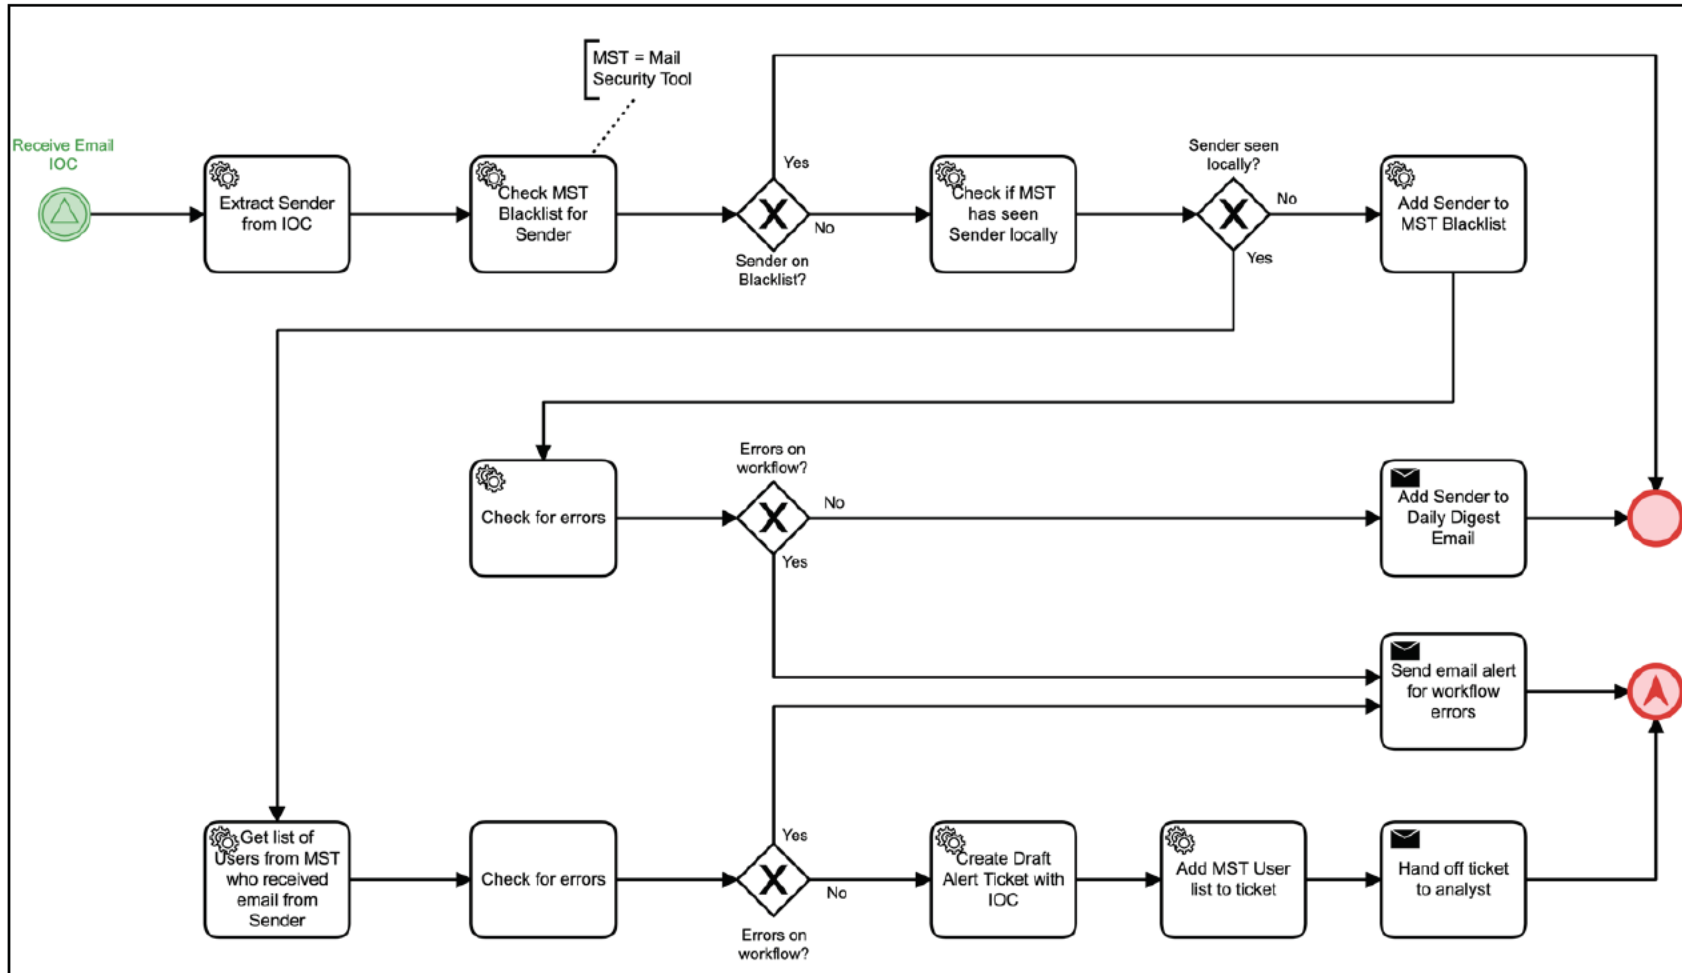 MST = Mail
Security Tool
Receive Email
IOC
Extract Sender
from IOC
Check MST
Blacklist for
Sender
Yes
No
Sender on
Blacklist?
Check if MST
has seen
Sender locally
Sender seen
locally?
No
Yes
Add Sender to
MST Blacklist
Check for errors
Errors on
workflow?
No
Yes
Add Sender to
Daily Digest
Email
Send email alert
for workflow
errors
Get list of
Users from MST
who received
email from
Sender
Check for errors
Yes
No
Errors on
workflow?
Create Draft
Alert Ticket with
IOC
Add MST User
list to ticket
Hand off ticket
to analyst